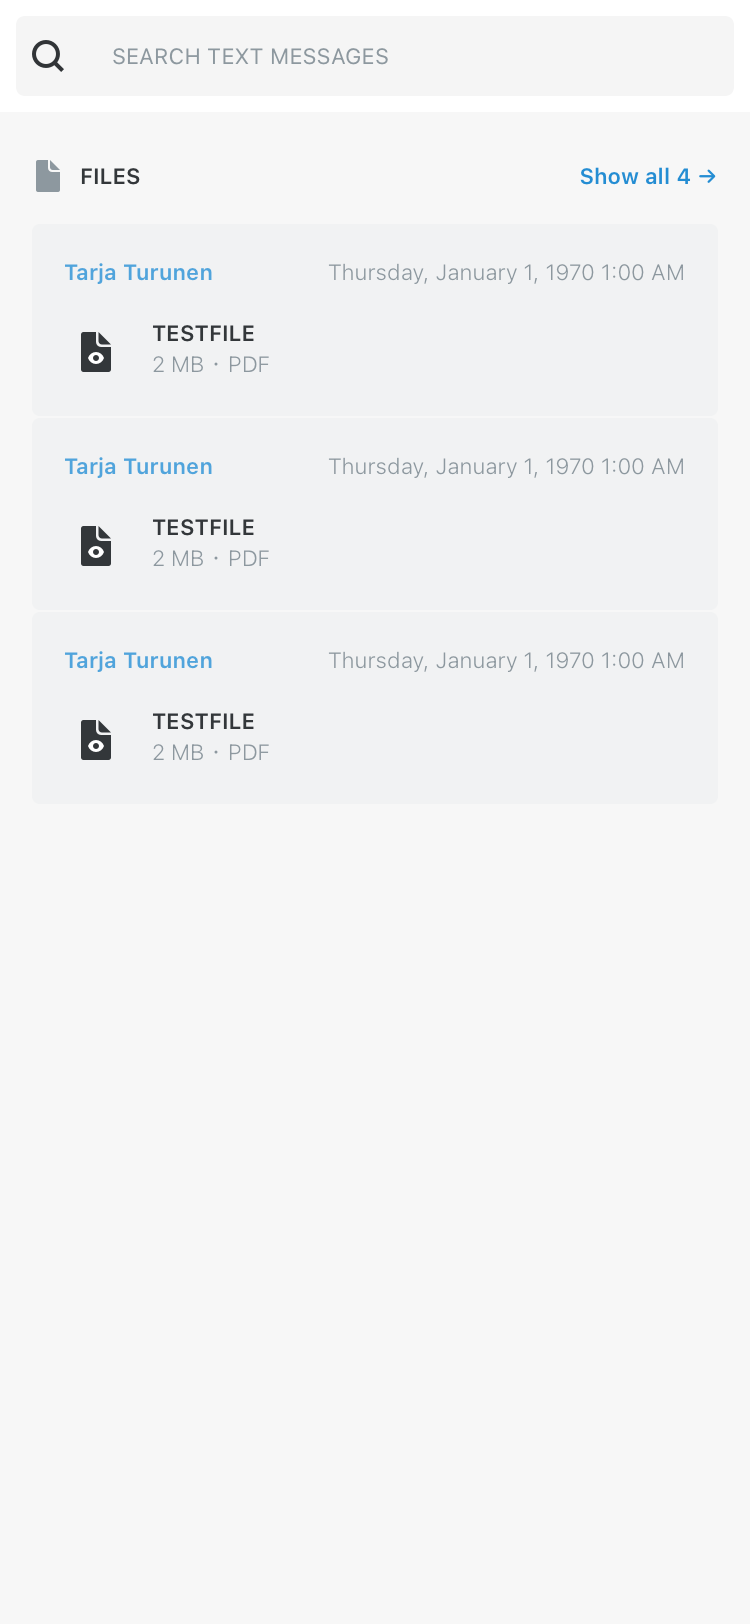 SEARCH TEXT MESSAGES
FILES
Show all 4 →
Tarja Turunen
Thursday, January 1, 1970 1:00 AM
TESTFILE
2 MB · PDF
Tarja Turunen
Thursday, January 1, 1970 1:00 AM
TESTFILE
2 MB · PDF
Tarja Turunen
Thursday, January 1, 1970 1:00 AM
TESTFILE
2 MB · PDF